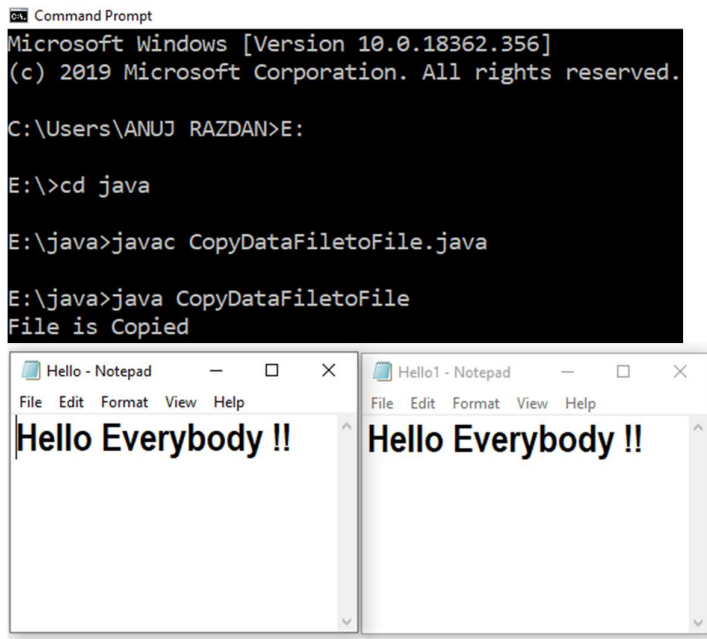 Command Prompt
Microsoft Windows [Version 10.0.18362.356]
(c) 2019 Microsoft Corporation. All rights reserved.
C:\Users\ANUJ RAZDAN>E:
E:\>cd java
E:\java>javac CopyDataFiletoFile.java
E:\java>java CopyDataFiletoFile
File is Copied
Hello - Notepad
File Edit Format View Help
Hello Everybody !!
Hello1 - Notepad
File Edit Format View Help
Hello Everybody !!